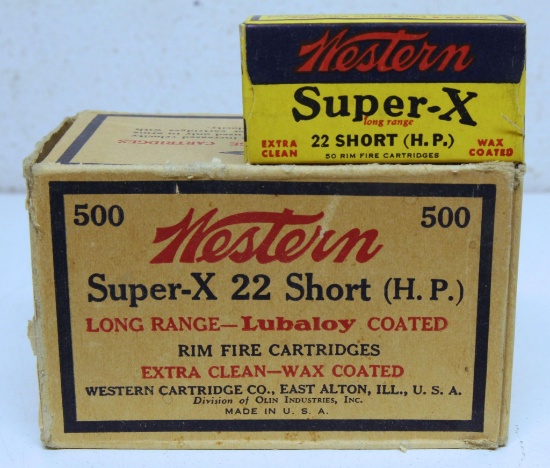 Western
Super-X
long range
EXTRA CLEAN
22 SHORT (H.P.)
WAX COATED
50 RIM FIRE CARTRIDGES
CARTRIDGES
500
Western
500
Super-X 22 Short (H.P.)
LONG RANGE—Lubaloy COATED
RIM FIRE CARTRIDGES
EXTRA CLEAN—WAX COATED
WESTERN CARTRIDGE CO., EAST ALTON, ILL., U. S. A.
Division of OLIN INDUSTRIES, INC.
MADE IN U. S. A.